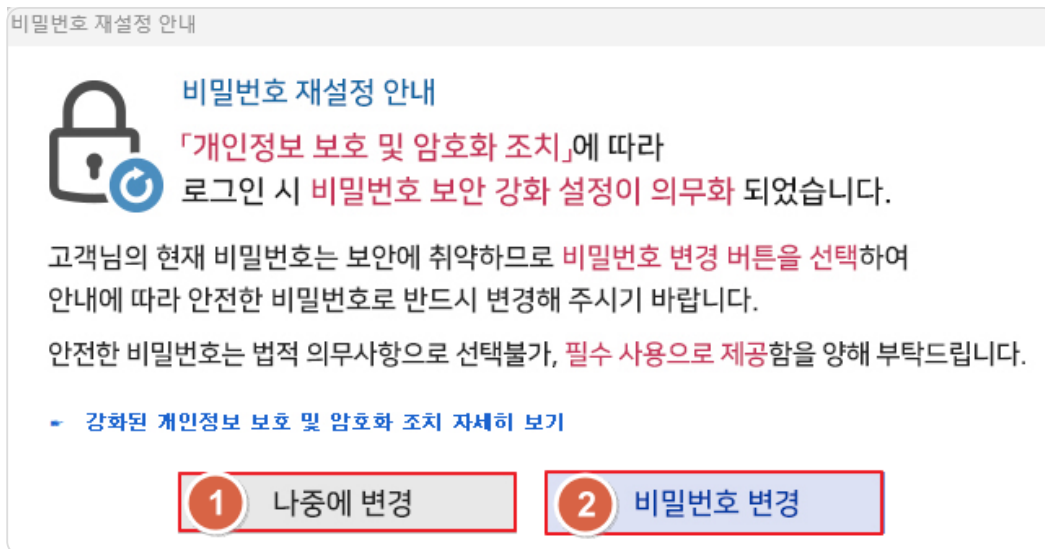 비밀번호 재설정 안내
비밀번호 재설정 안내
「개인정보 보호 및 암호화 조치」에 따라
로그인 시 비밀번호 보안 강화 설정이 의무화 되었습니다.
고객님의 현재 비밀번호는 보안에 취약하므로 비밀번호 변경 버튼을 선택하여
안내에 따라 안전한 비밀번호로 반드시 변경해 주시기 바랍니다.
안전한 비밀번호는 법적 의무사항으로 선택불가, 필수 사용으로 제공함을 양해 부탁드립니다.
☛ 강화된 개인정보 보호 및 암호화 조치 자세히 보기
1 나중에 변경
2 비밀번호 변경